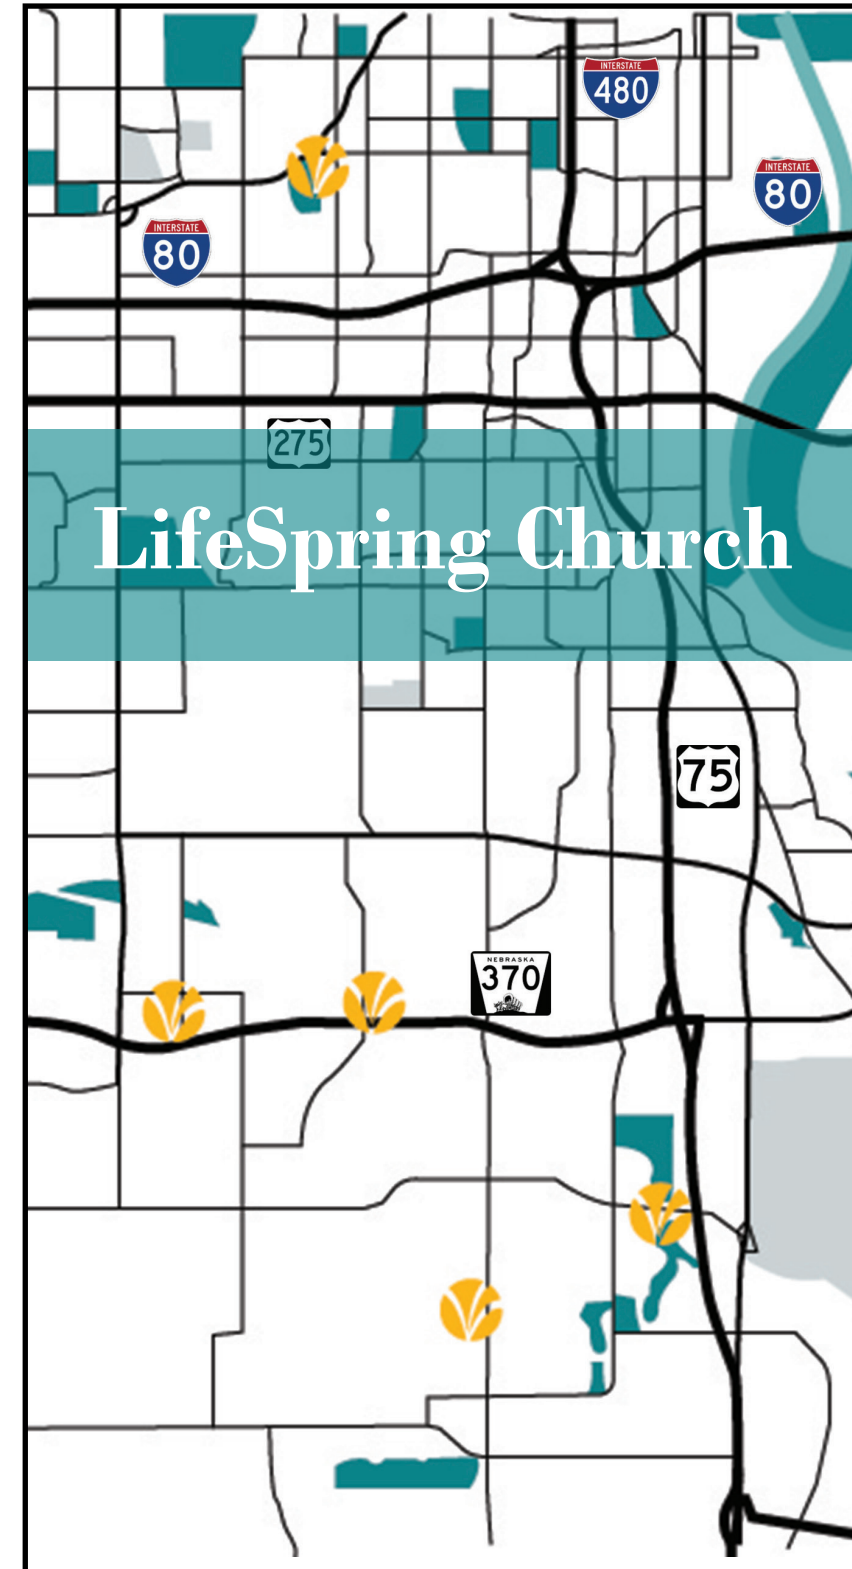 INTERSTATE
480
INTERSTATE
80
INTERSTATE
80
275
LifeSpring Church
75
NEBRASKA
370